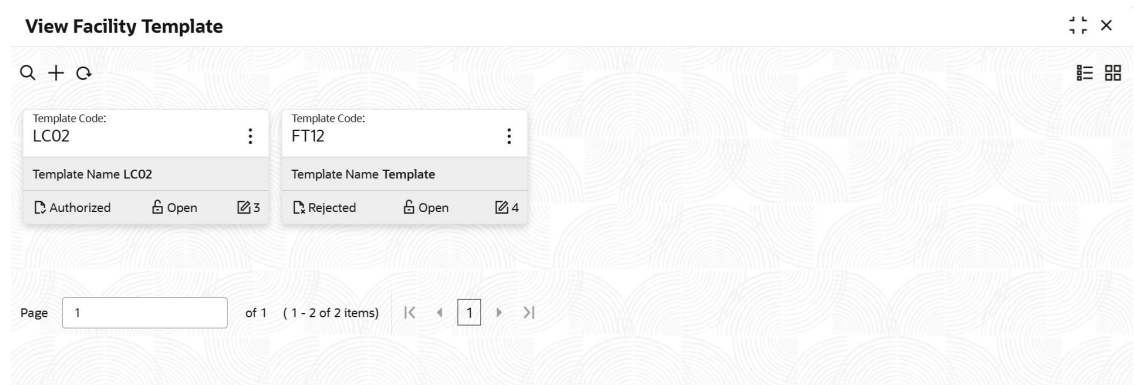 View Facility Template
Template Code:
LC02
Template Name LC02
Authorized Open 3
Template Code:
FT12
Template Name Template
Rejected Open 4
Page 1 of 1 ( 1 - 2 of 2 items) 1